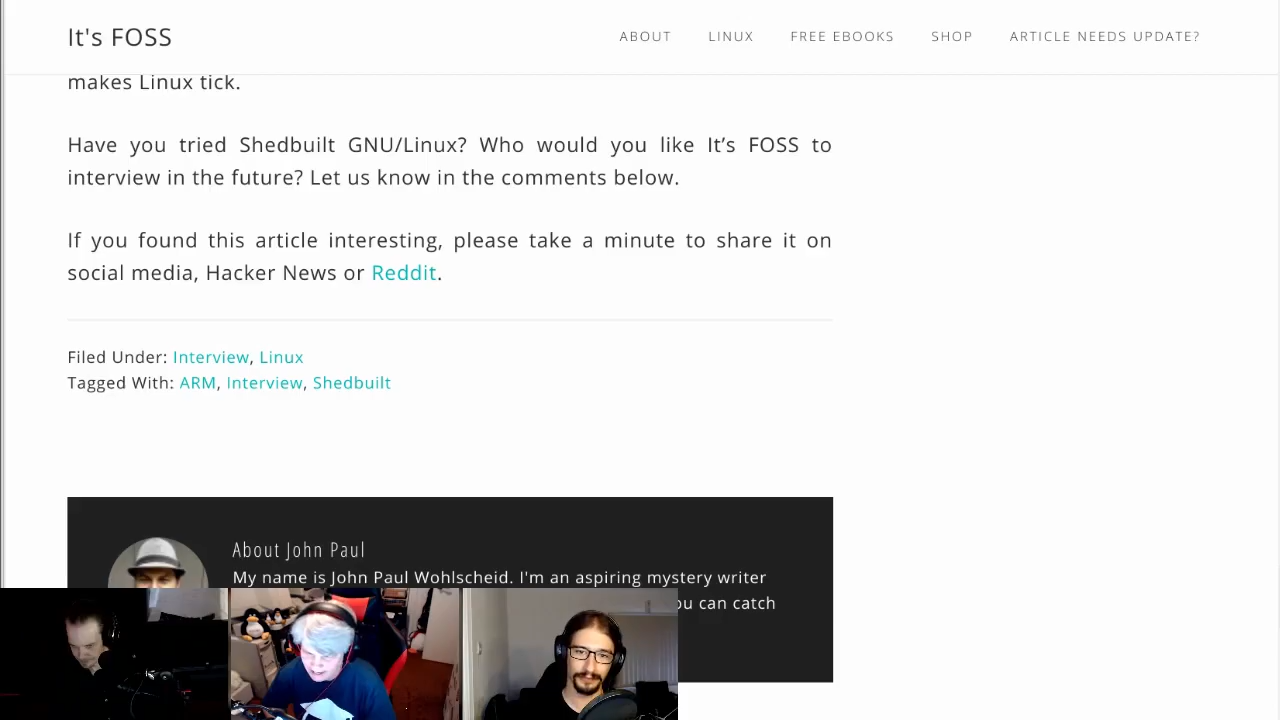 It's FOSS
ABOUT LINUX FREE EBOOKS SHOP ARTICLE NEEDS UPDATE?
makes Linux tick.
Have you tried Shedbuilt GNU/Linux? Who would you like It’s FOSS to
interview in the future? Let us know in the comments below.
If you found this article interesting, please take a minute to share it on
social media, Hacker News or Reddit.
Filed Under: Interview, Linux
Tagged With: ARM, Interview, Shedbuilt
About John Paul
My name is John Paul Wohlscheid. I'm an aspiring mystery writer
ou can catch